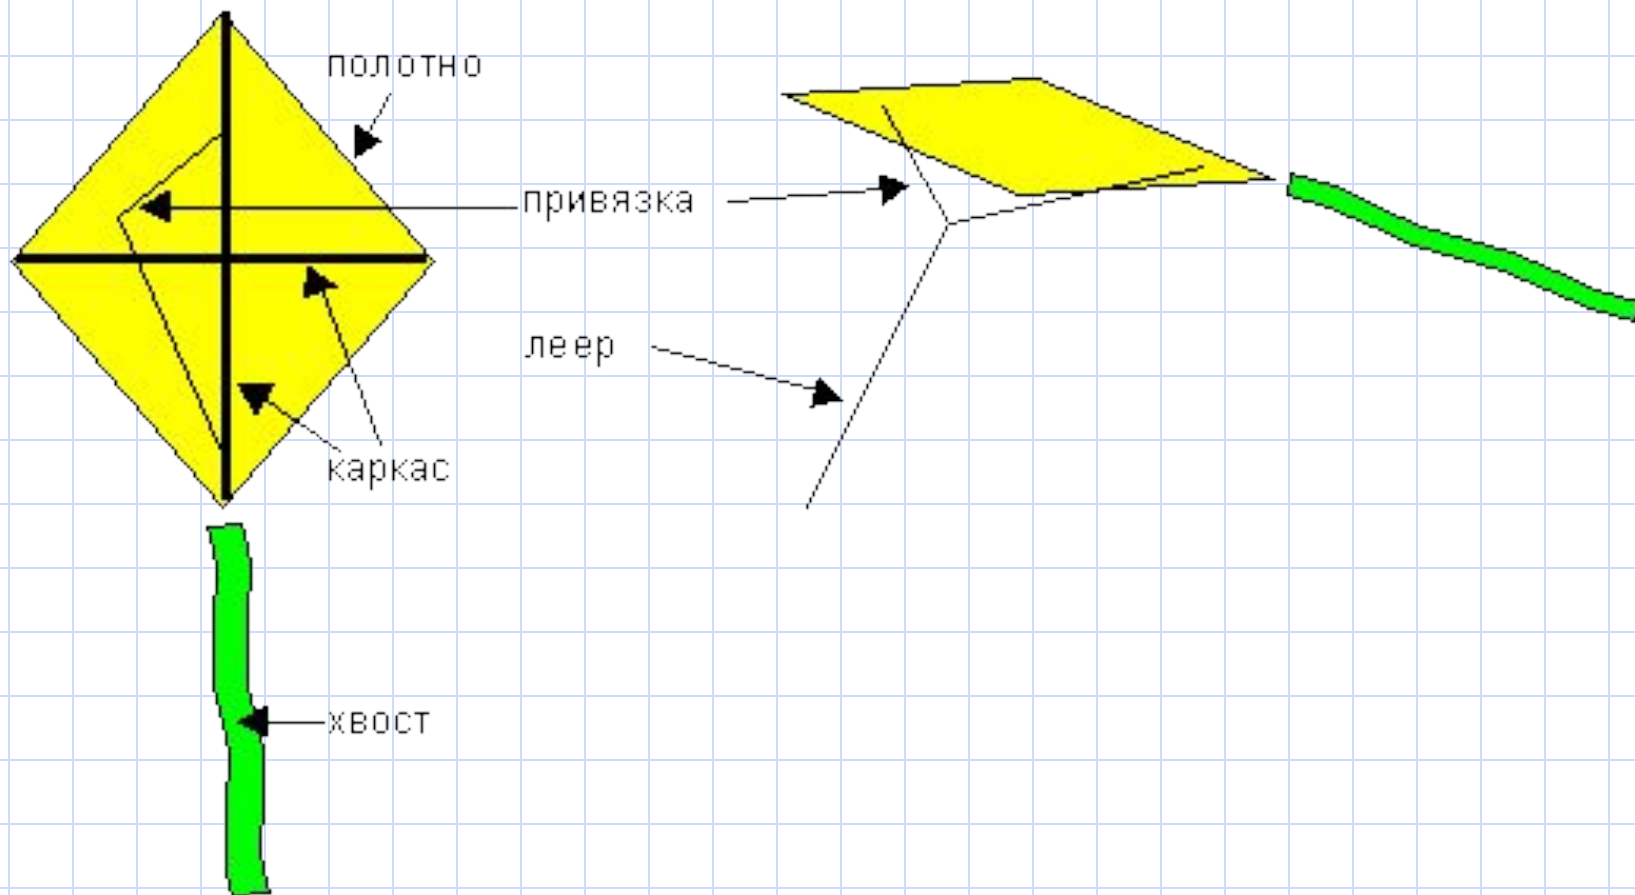 полотно
привязка
леер
каркас
хвост